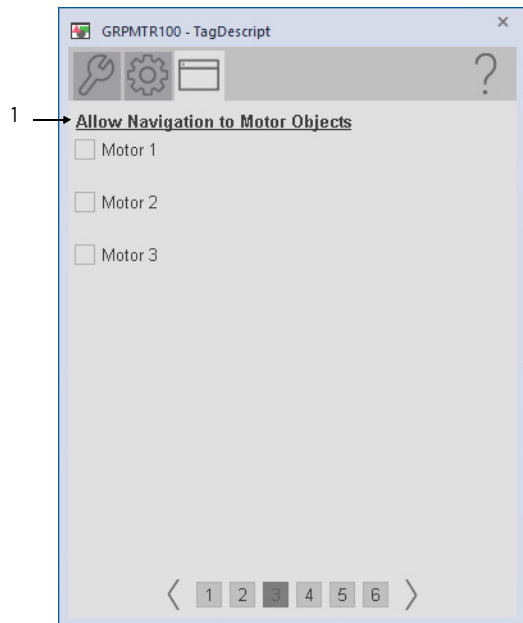 GRPMTR100 - TagDescript
?
1
Allow Navigation to Motor Objects
Motor 1
Motor 2
Motor 3
1 2 3 4 5 6